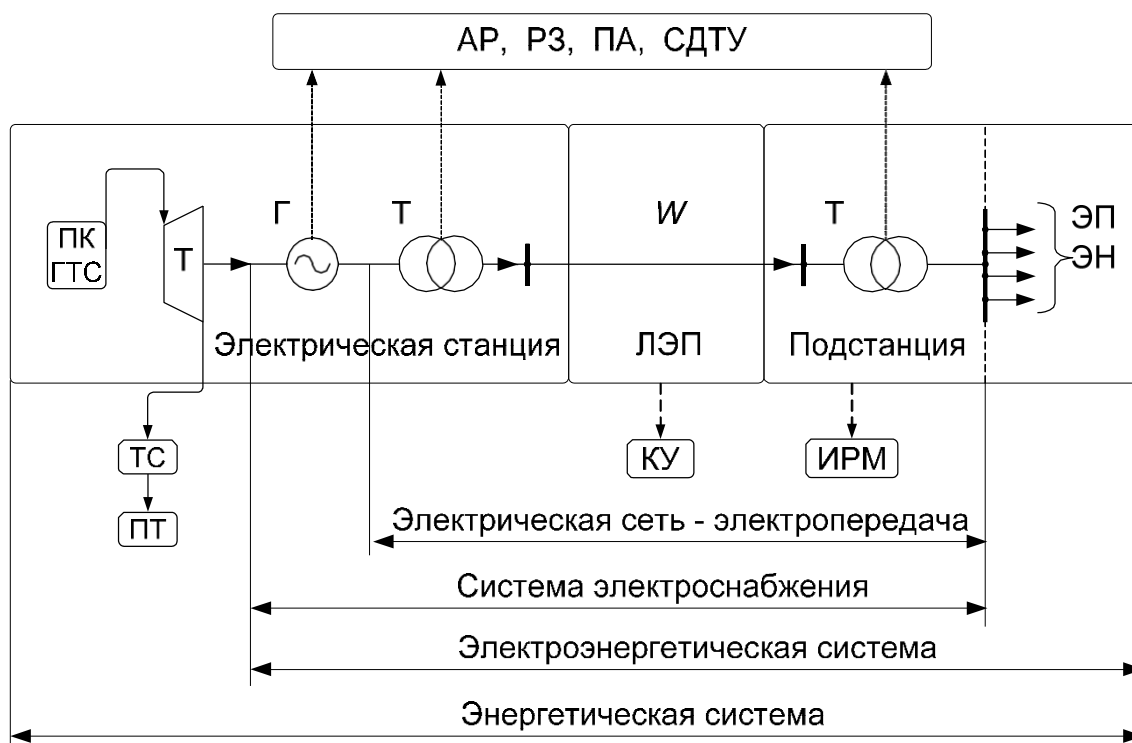 АР, РЗ, ПА, СДТУ
Г
Т
W
Т
ЭП
ЭН
ПК
ГТС
Т
Электрическая станция
ЛЭП
Подстанция
ТС
КУ
ИРМ
ПТ
Электрическая сеть - электропередача
Система электроснабжения
Электроэнергетическая система
Энергетическая система